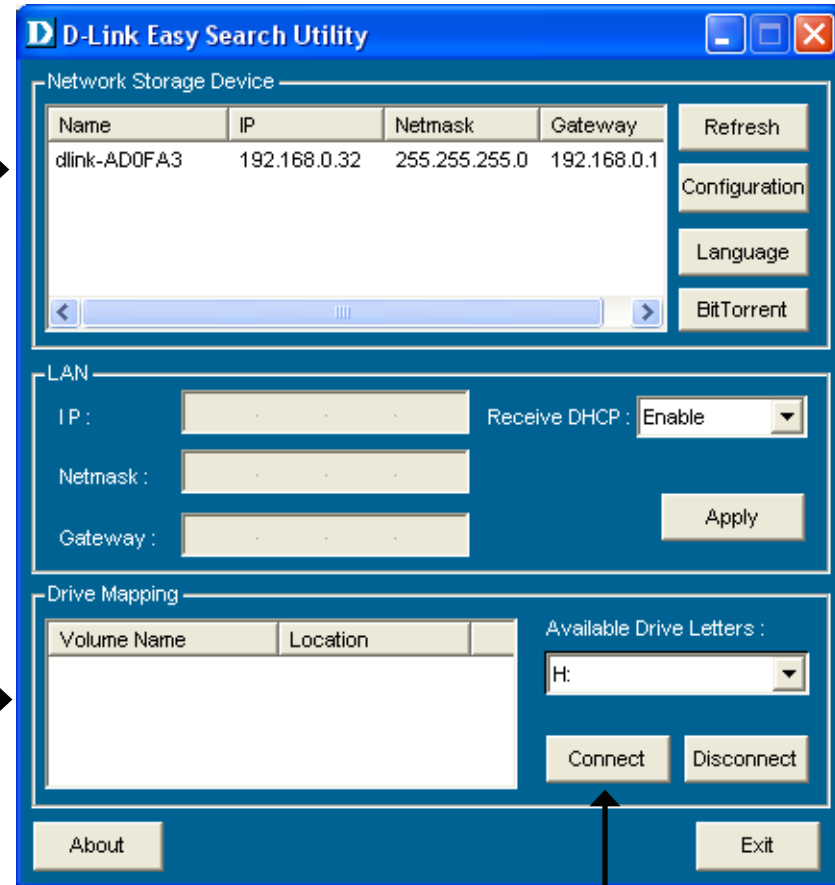 D D-Link Easy Search Utility
Network Storage Device
Name IP Netmask Gateway
dlink-AD0FA3 192.168.0.32 255.255.255.0 192.168.0.1
Refresh
Configuration
Language
BitTorrent
LAN
IP :
Receive DHCP : Enable
Netmask :
Gateway :
Apply
Drive Mapping
Volume Name Location
Available Drive Letters :
H:
Connect Disconnect
About Exit